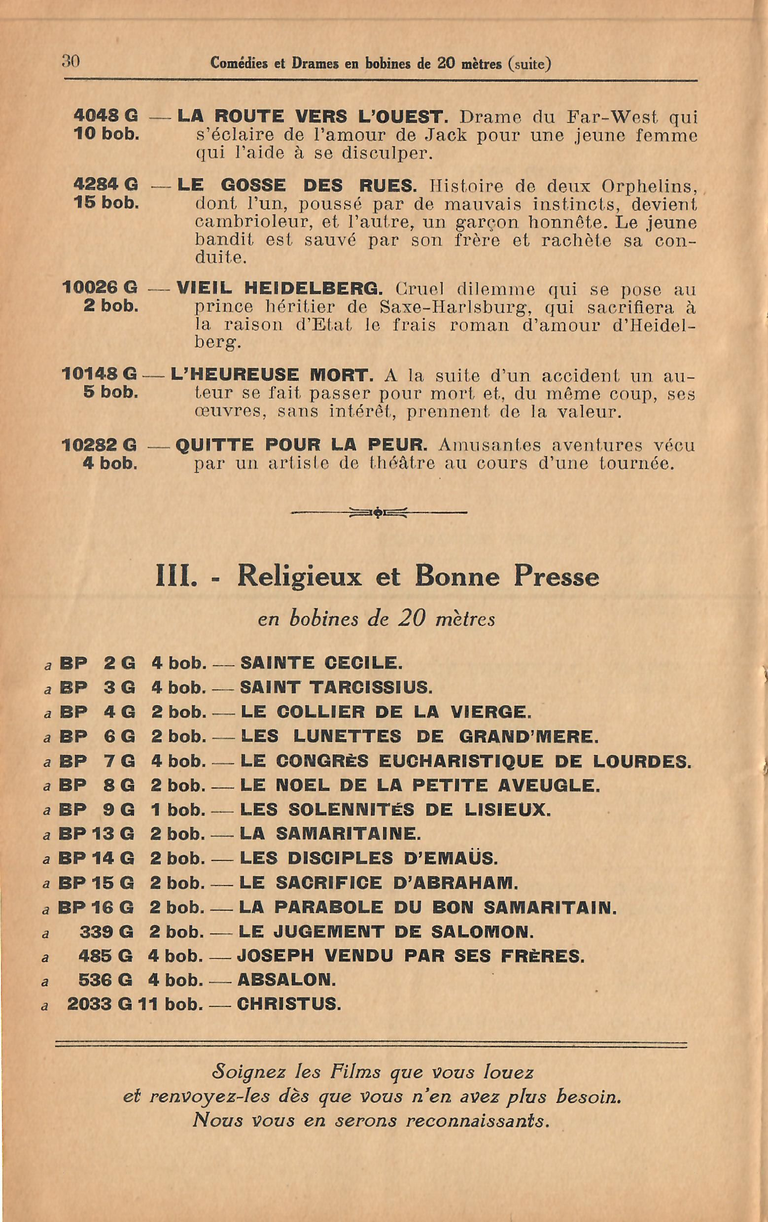 30
Comédies et Drames en bobines de 20 mètres (suite)
4048 G — LA ROUTE VERS L'OUEST. Drame du Far-West qui
10 bob. s'éclaire de l'amour de Jack pour une jeune femme
qui l'aide à se disculper.
4284 G — LE GOSSE DES RUES. Histoire de deux Orphelins,
15 bob. dont l'un, poussé par de mauvais instincts, devient
cambrioleur, et l'autre, un garçon honnête. Le jeune
bandit est sauvé par son frère et rachète sa con-
duite.
10026 G — VIEIL HEIDELBERG. Cruel dilemme qui se pose au
2 bob. prince héritier de Saxe-Harlsburg, qui sacrifiera à
la raison d'Etat le frais roman d'amour d'Heidel-
berg.
10148 G — L'HEUREUSE MORT. A la suite d'un accident un au-
5 bob. teur se fait passer pour mort et, du même coup, ses
œuvres, sans intérêt, prennent de la valeur.
10282 G — QUITTE POUR LA PEUR. Amusantes aventures vécu
4 bob. par un artiste de théâtre au cours d'une tournée.
III. - Religieux et Bonne Presse
en bobines de 20 mètres
a BP 2 G 4 bob. — SAINTE CECILE.
a BP 3 G 4 bob. — SAINT TARCISSIUS.
a BP 4 G 2 bob. — LE COLLIER DE LA VIERGE.
a BP 6 G 2 bob. — LES LUNETTES DE GRAND'MERE.
a BP 7 G 4 bob. — LE CONGRÈS EUCHARISTIQUE DE LOURDES.
a BP 8 G 2 bob. — LE NOEL DE LA PETITE AVEUGLE.
a BP 9 G 1 bob. — LES SOLENNITÉS DE LISIEUX.
a BP 13 G 2 bob. — LA SAMARITAINE.
a BP 14 G 2 bob. — LES DISCIPLES D'EMAÜS.
a BP 15 G 2 bob. — LE SACRIFICE D'ABRAHAM.
a BP 16 G 2 bob. — LA PARABOLE DU BON SAMARITAIN.
a 339 G 2 bob. — LE JUGEMENT DE SALOMON.
a 485 G 4 bob. — JOSEPH VENDU PAR SES FRÈRES.
a 536 G 4 bob. — ABSALON.
a 2033 G 11 bob. — CHRISTUS.
Soignez les Films que vous louez
et renvoyez-les dès que vous n'en avez plus besoin.
Nous vous en serons reconnaissants.